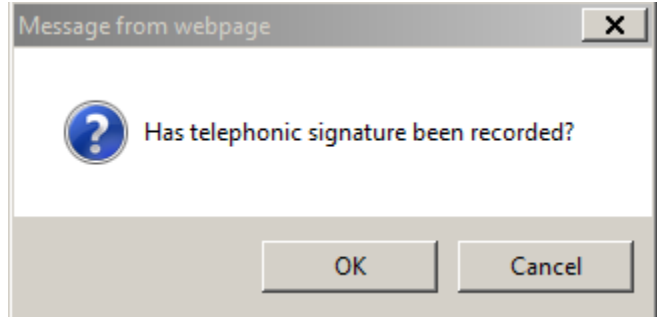 Message from webpage
Has telephonic signature been recorded?
OK
Cancel